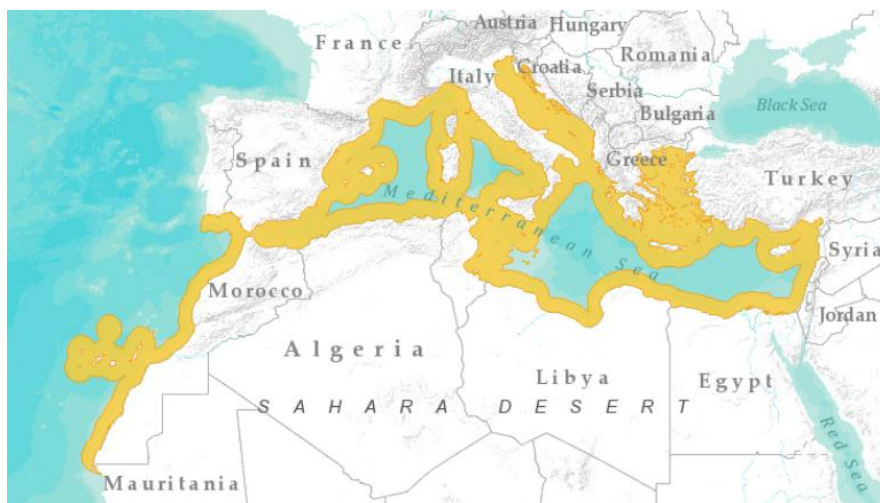 Austria
Hungary
France
Romania
Italy
Croatia
Serbia
Black Sea
Bulgaria
Spain
Greece
Turkey
Mediterranean Sea
Syria
Morocco
Jordan
Algeria
Libya
Egypt
SAHARA DESERT
Red Sea
Mauritania